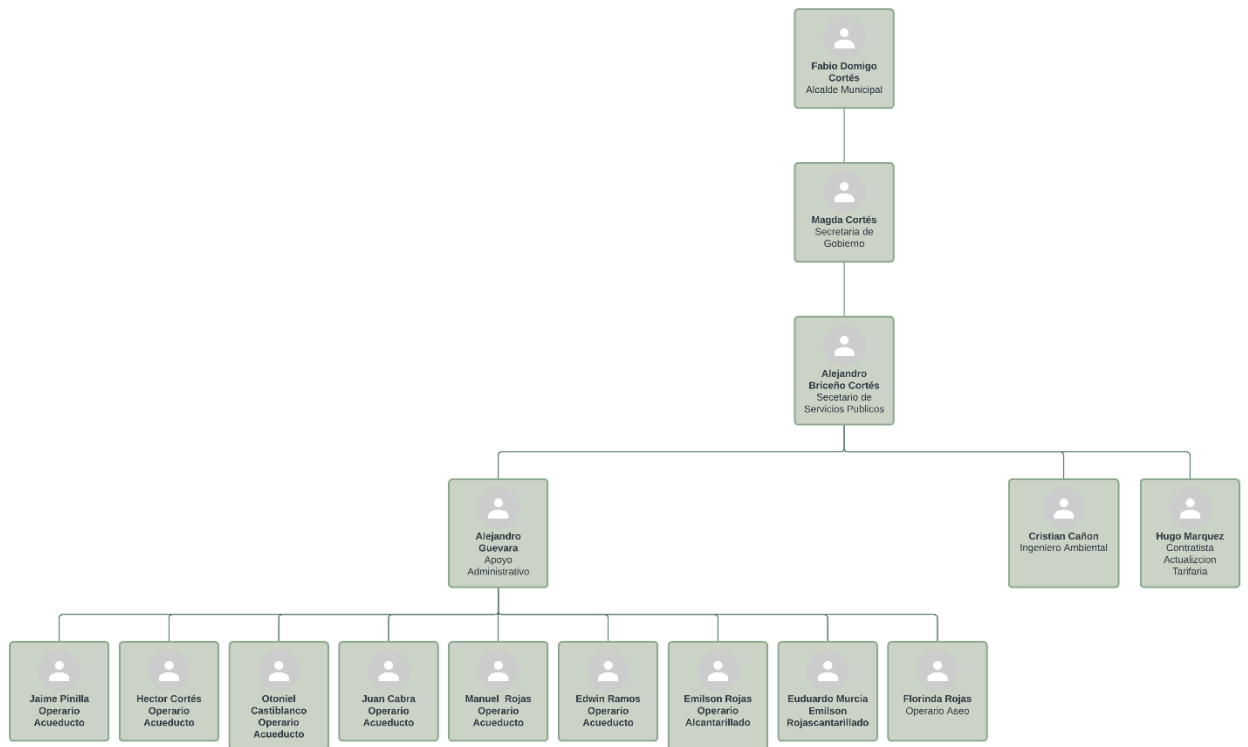 Fabio Domigo
Cortés
Alcalde Municipal
Magda Cortés
Secretaria de
Gobierno
Alejandro
Briceño Cortés
Secetario de
Servicios Publicos
Alejandro
Guevara
Apoyo
Administrativo
Cristian Cañon
Ingeniero Ambiental
Hugo Marquez
Contratista
Actualizcion
Tarifaria
Jaime Pinilla
Operario
Acueducto
Hector Cortés
Operario
Acueducto
Otoniel
Castiblanco
Operario
Acueducto
Juan Cabra
Operario
Acueducto
Manuel Rojas
Operario
Acueducto
Edwin Ramos
Operario
Acueducto
Emilson Rojas
Operario
Alcantarillado
Euduardo Murcia
Emilson
Rojascantarillado
Florinda Rojas
Operario Aseo